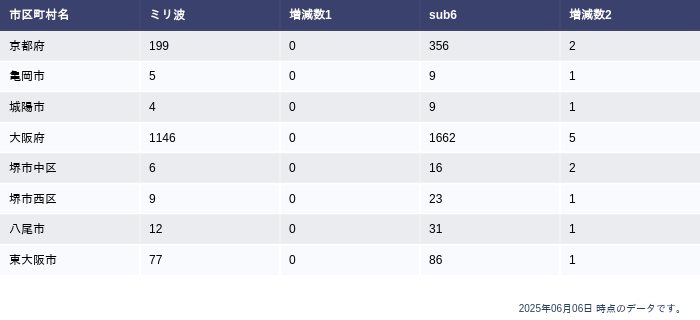 市区町村名 ミリ波 増減数1 sub6 増減数2
京都府 199 0 356 2
亀岡市 5 0 9 1
城陽市 4 0 9 1
大阪府 1146 0 1662 5
堺市中区 6 0 16 2
堺市西区 9 0 23 1
八尾市 12 0 31 1
東大阪市 77 0 86 1
2025年06月06日 時点のデータです。